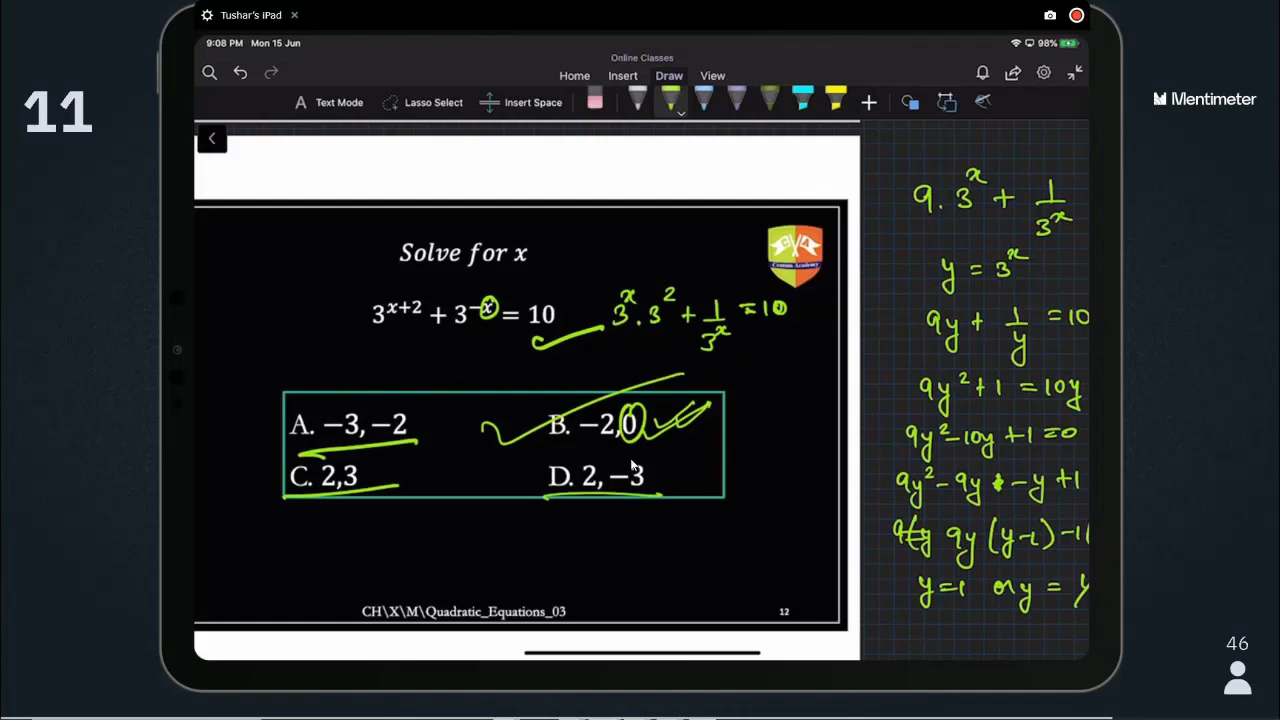 Tushar's iPad ×
9:08 PM Mon 15 Jun
98%
Online Classes
Home Insert Draw View
Text Mode Lasso Select Insert Space
11
Mentimeter
Solve for x
3^{x+2} + 3^{-x} = 10
3^x . 3^2 + 1/3^x = 10
A. −3, −2
B. −2,0
C. 2,3
D. 2, −3
CH\X\M\Quadratic_Equations_03
12
9. 3^x + 1/3^x
y = 3^x
9y + 1/y = 10
9y^2 + 1 = 10y
9y^2 - 10y + 1 = 0
9y^2 - 9y - y + 1
9y (y-1) - 1(
y = 1 or y =
46